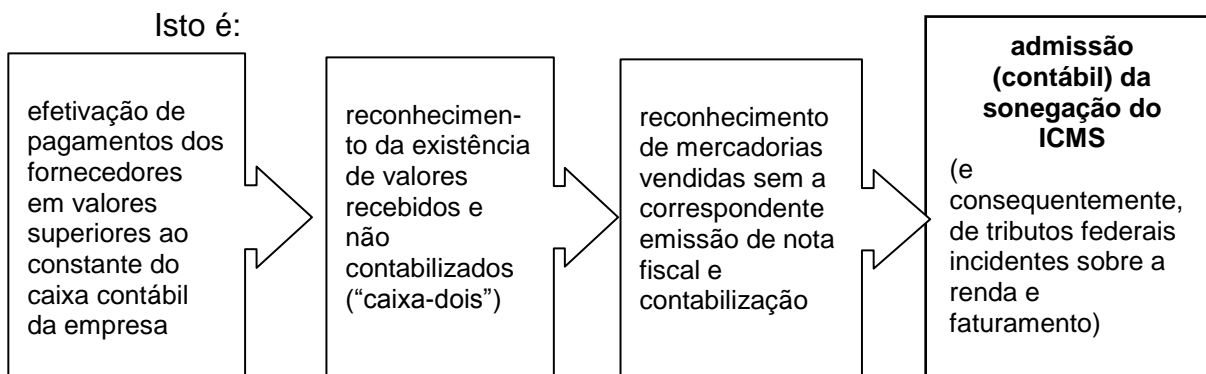 Isto é:
efetivação de
pagamentos dos
fornecedores
em valores
superiores ao
constante do
caixa contábil
da empresa
reconhecimen-
to da existência
de valores
recebidos e
não
contabilizados
(“caixa-dois”)
reconhecimento
de mercadorias
vendidas sem a
correspondente
emissão de nota
fiscal e
contabilização
admissão
(contábil) da
sonegação do
ICMS
(e
consequentemente,
de tributos federais
incidentes sobre a
renda e
faturamento)